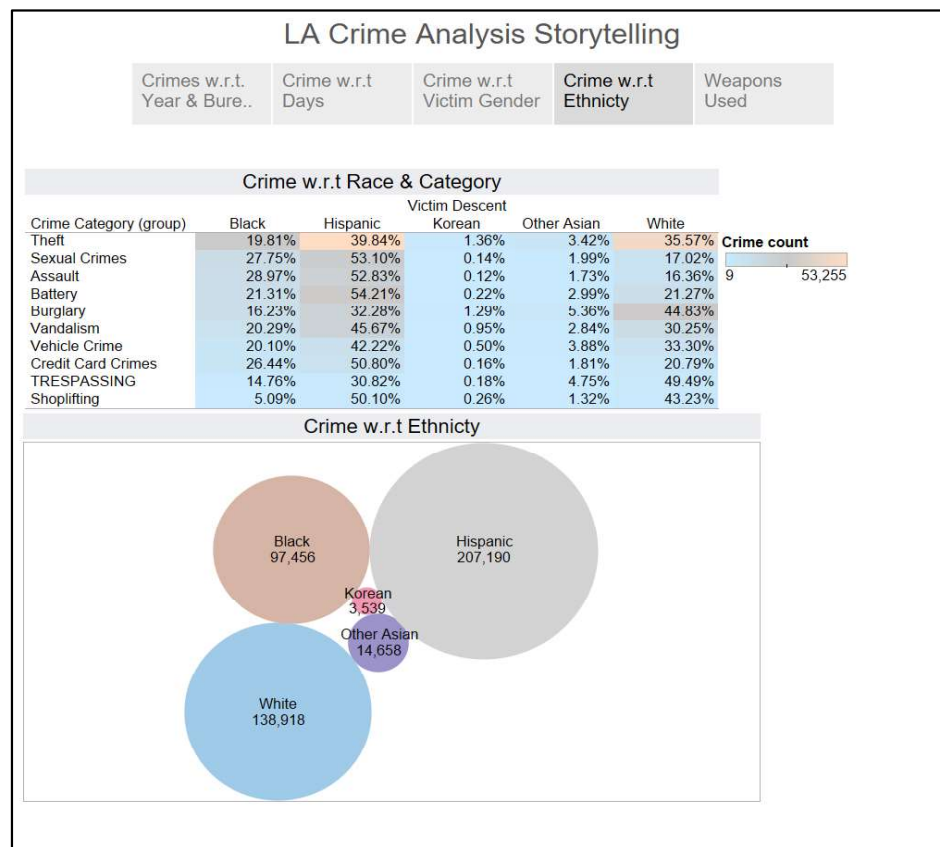 LA Crime Analysis Storytelling
Crimes w.r.t. Year & Bure..
Crime w.r.t Days
Crime w.r.t Victim Gender
Crime w.r.t Ethnicty
Weapons Used
Crime w.r.t Race & Category
Victim Descent
Crime Category (group) Black Hispanic Korean Other Asian White
Theft 19.81% 39.84% 1.36% 3.42% 35.57%
Sexual Crimes 27.75% 53.10% 0.14% 1.99% 17.02%
Assault 28.97% 52.83% 0.12% 1.73% 16.36%
Battery 21.31% 54.21% 0.22% 2.99% 21.27%
Burglary 16.23% 32.28% 1.29% 5.36% 44.83%
Vandalism 20.29% 45.67% 0.95% 2.84% 30.25%
Vehicle Crime 20.10% 42.22% 0.50% 3.88% 33.30%
Credit Card Crimes 26.44% 50.80% 0.16% 1.81% 20.79%
TRESPASSING 14.76% 30.82% 0.18% 4.75% 49.49%
Shoplifting 5.09% 50.10% 0.26% 1.32% 43.23%
Crime count
9 53,255
Crime w.r.t Ethnicty
Black
97,456
Hispanic
207,190
Korean
3,539
Other Asian
14,658
White
138,918